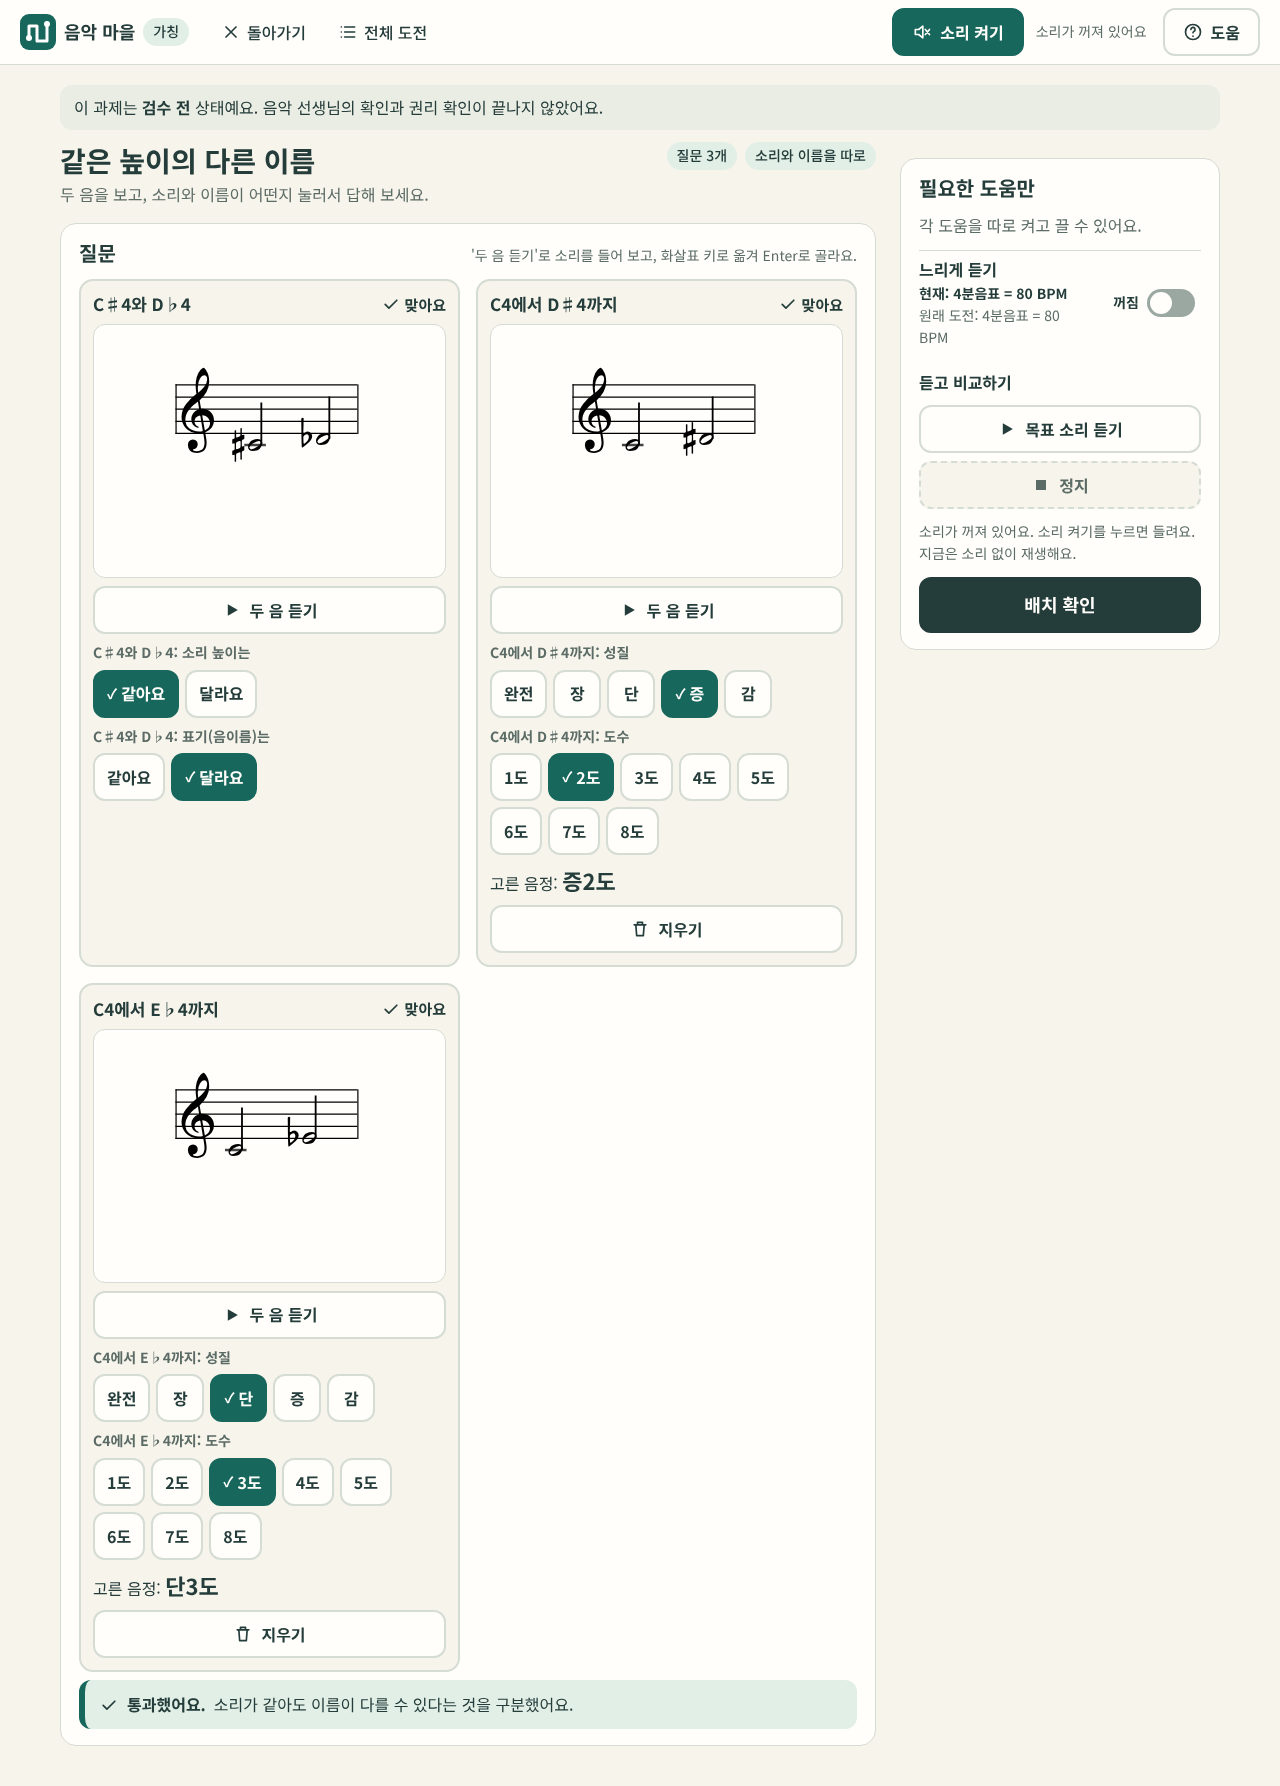 음악 마을 가칭 돌아가기 전체 도전 소리 켜기 소리가 꺼져 있어요 도움
이 과제는 검수 전 상태예요. 음악 선생님의 확인과 권리 확인이 끝나지 않았어요.
같은 높이의 다른 이름
질문 3개 소리와 이름을 따로
두 음을 보고, 소리와 이름이 어떤지 눌러서 답해 보세요.
질문
'두 음 듣기'로 소리를 들어 보고, 화살표 키로 옮겨 Enter로 골라요.
C♯4와 D♭4 맞아요
두 음 듣기
C♯4와 D♭4: 소리 높이는
✓ 같아요 달라요
C♯4와 D♭4: 표기(음이름)는
같아요 ✓ 달라요
C4에서 D♯4까지 맞아요
두 음 듣기
C4에서 D♯4까지: 성질
완전 장 단 ✓ 증 감
C4에서 D♯4까지: 도수
1도 ✓ 2도 3도 4도 5도
6도 7도 8도
고른 음정: 증2도
지우기
C4에서 E♭4까지 맞아요
두 음 듣기
C4에서 E♭4까지: 성질
완전 장 ✓ 단 증 감
C4에서 E♭4까지: 도수
1도 2도 ✓ 3도 4도 5도
6도 7도 8도
고른 음정: 단3도
지우기
통과했어요. 소리가 같아도 이름이 다를 수 있다는 것을 구분했어요.
필요한 도움만
각 도움을 따로 켜고 끌 수 있어요.
느리게 듣기
현재: 4분음표 = 80 BPM
원래 도전: 4분음표 = 80
BPM
꺼짐
듣고 비교하기
목표 소리 듣기
정지
소리가 꺼져 있어요. 소리 켜기를 누르면 들려요.
지금은 소리 없이 재생해요.
배치 확인